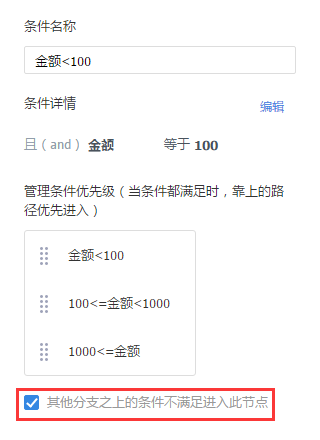 条件名称
金额<100
条件详情 编辑
且（and） 金额 等于 100
管理条件优先级（当条件都满足时，靠上的路
径优先进入）
金额<100
100<=金额<1000
1000<=金额
其他分支之上的条件不满足进入此节点